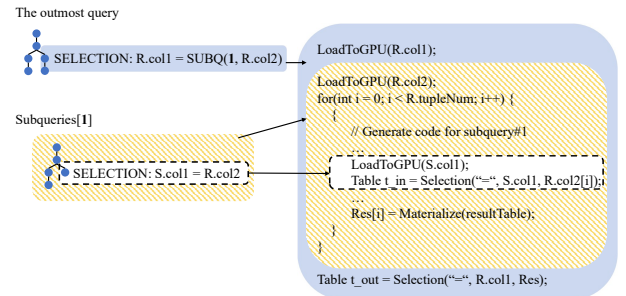 The outmost query
SELECTION: R.col1 = SUBQ(1, R.col2)
Subqueries[1]
SELECTION: S.col1 = R.col2
LoadToGPU(R.col1);
LoadToGPU(R.col2);
for(int i = 0; i < R.tupleNum; i++) {
{
// Generate code for subquery#1
…
LoadToGPU(S.col1);
Table t_in = Selection(“=“, S.col1, R.col2[i]);
…
Res[i] = Materialize(resultTable);
}
}
Table t_out = Selection(“=“, R.col1, Res);